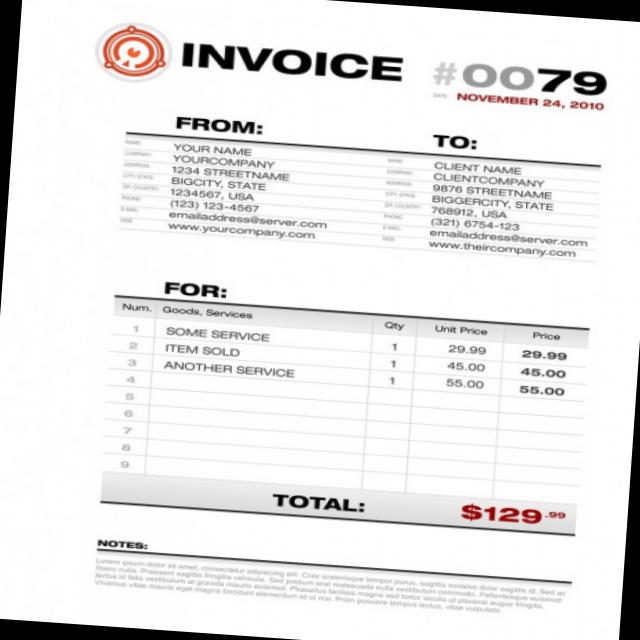 INVOICE
#0079
DATE NOVEMBER 24, 2010
FROM:
NAME: YOUR NAME
COMPANY: YOURCOMPANY
ADDRESS: 1234 STREETNAME
CITY, STATE: BIGCITY, STATE
ZIP, COUNTRY: 1234567, USA
PHONE: (123) 123-4567
E-MAIL: emailaddress@server.com
WEB: www.yourcompany.com
TO:
NAME: CLIENT NAME
COMPANY: CLIENTCOMPANY
ADDRESS: 9876 STREETNAME
CITY, STATE: BIGGERCITY, STATE
ZIP, COUNTRY: 768912, USA
PHONE: (321) 6754-123
E-MAIL: emailaddress@server.com
WEB: www.theircompany.com
FOR:
Num. Goods, Services Qty Unit Price Price
1 SOME SERVICE 1 29.99 29.99
2 ITEM SOLD 1 45.00 45.00
3 ANOTHER SERVICE 1 55.00 55.00
4
5
6
7
8
9
TOTAL: $129.99
NOTES:
Lorem ipsum dolor sit amet, consectetur adipiscing elit. Cras scelerisque tempor purus, sagittis sodales dolor sagittis id. Sed ac
libero nulla. Praesent sagittis fringilla vehicula. Sed pretium erat malesuada nulla vestibulum commodo. Pellentesque euismod
lectus id felis vestibulum at gravida mauris euismod. Phasellus facilisis magna sed tortor iaculis ut placerat augue fringilla.
Vivamus vitae mauris eget magna tincidunt elementum et ut nisi. Proin posuere tempus lectus, vitae vulputate.